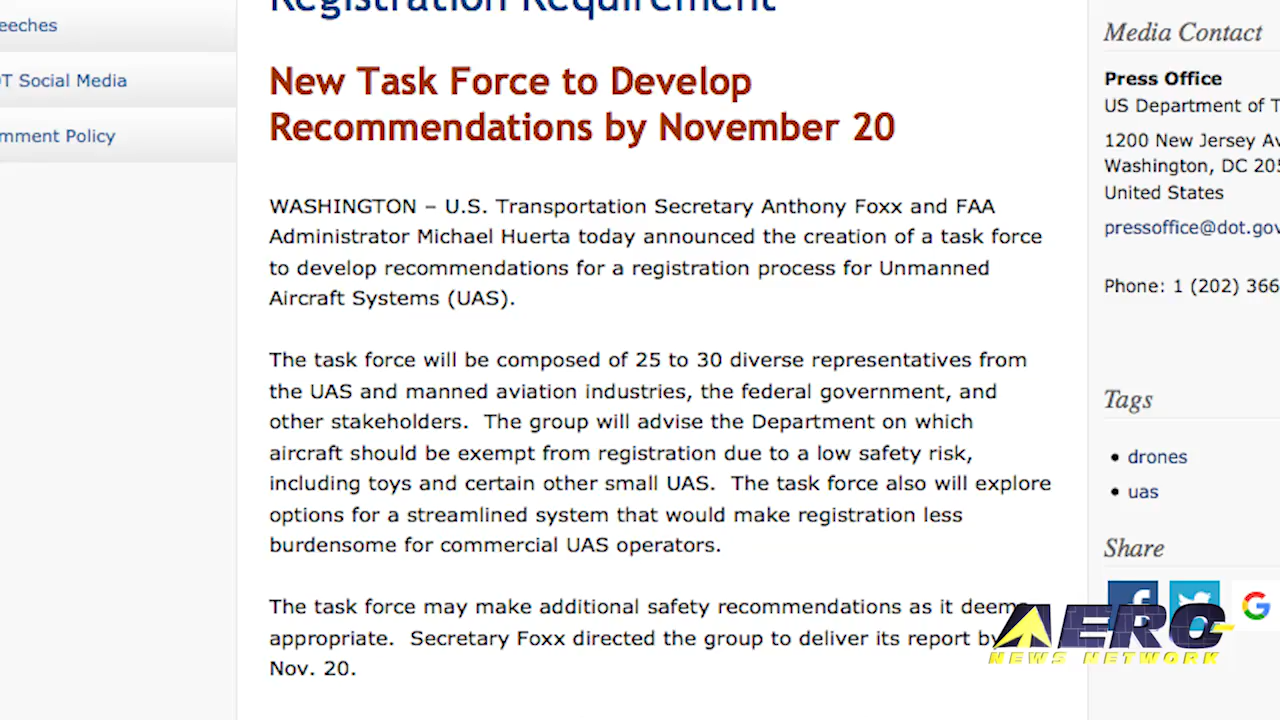 eeches
Registration Requirement
Media Contact
New Task Force to Develop
Recommendations by November 20
T Social Media
Press Office
US Department of T
mment Policy
1200 New Jersey Av
Washington, DC 205
United States
WASHINGTON – U.S. Transportation Secretary Anthony Foxx and FAA
Administrator Michael Huerta today announced the creation of a task force
to develop recommendations for a registration process for Unmanned
Aircraft Systems (UAS).
pressoffice@dot.gov
Phone: 1 (202) 366
The task force will be composed of 25 to 30 diverse representatives from
the UAS and manned aviation industries, the federal government, and
other stakeholders.  The group will advise the Department on which
aircraft should be exempt from registration due to a low safety risk,
including toys and certain other small UAS.  The task force also will explore
options for a streamlined system that would make registration less
burdensome for commercial UAS operators.
Tags
drones
uas
Share
The task force may make additional safety recommendations as it deems
appropriate.  Secretary Foxx directed the group to deliver its report by
Nov. 20.
AERO
NEWS NETWORK